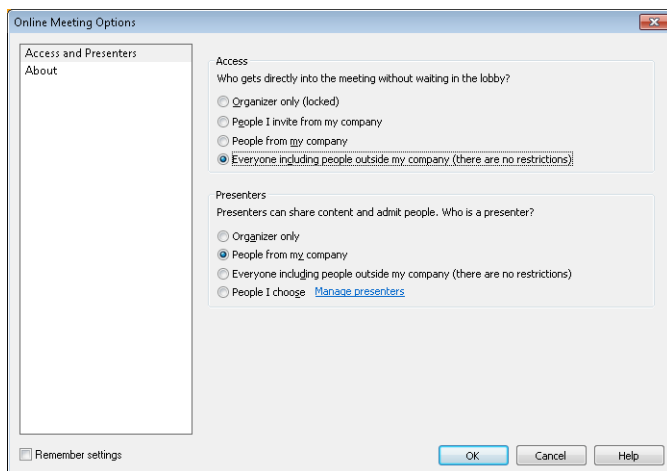 Online Meeting Options
Access and Presenters
About
Access
Who gets directly into the meeting without waiting in the lobby?
Organizer only (locked)
People I invite from my company
People from my company
Everyone including people outside my company (there are no restrictions)
Presenters
Presenters can share content and admit people. Who is a presenter?
Organizer only
People from my company
Everyone including people outside my company (there are no restrictions)
People I choose Manage presenters
Remember settings
OK Cancel Help